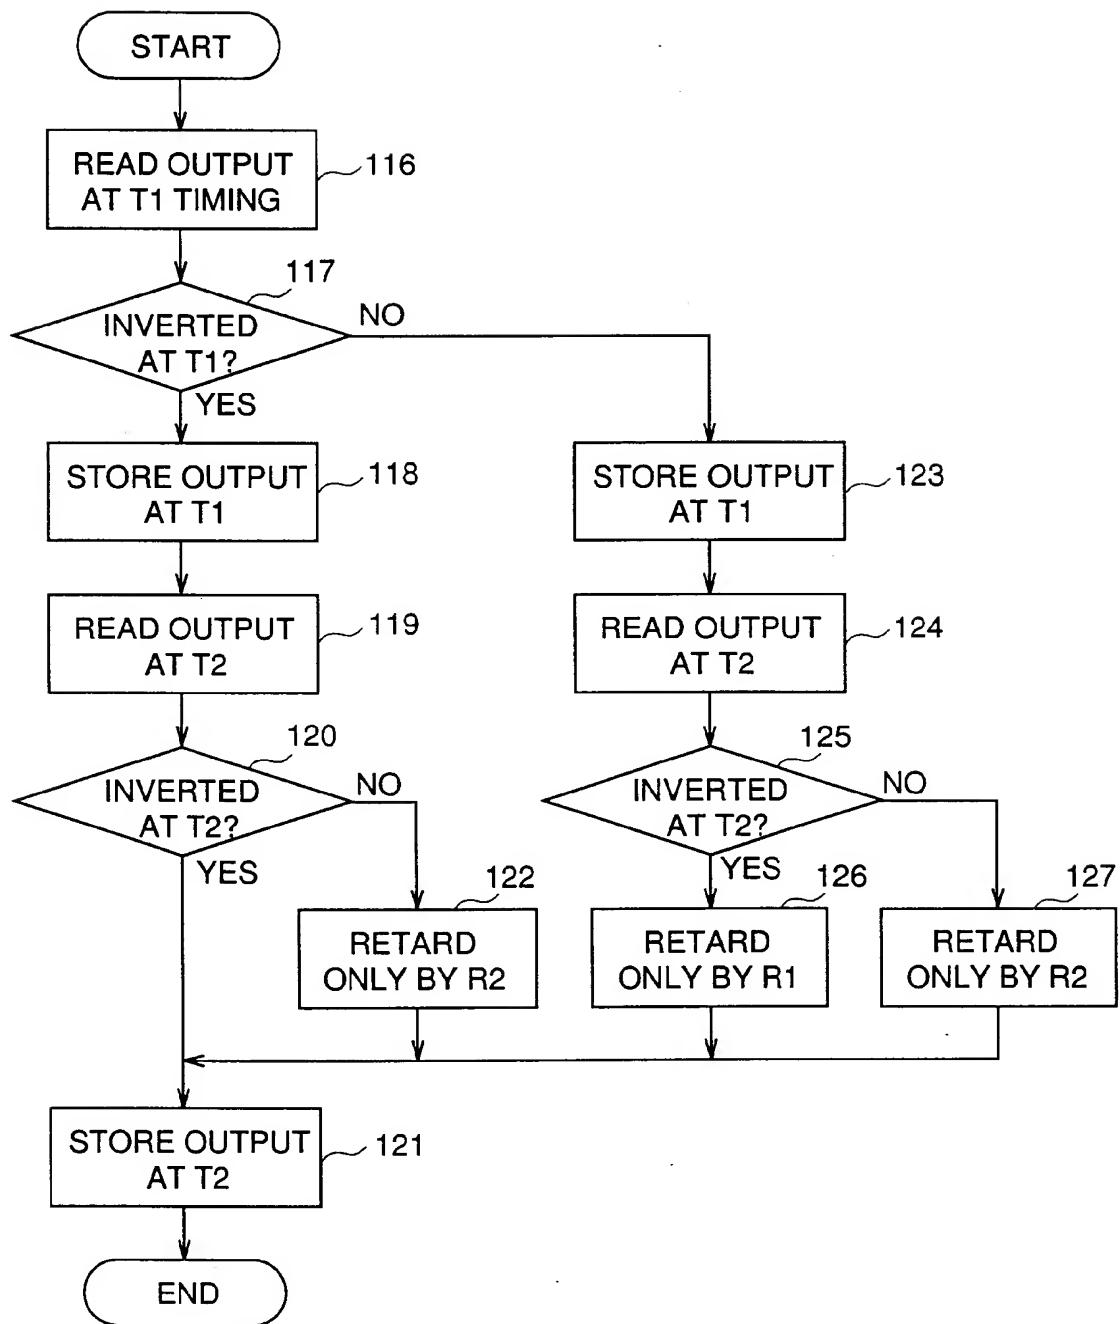 START
READ OUTPUT
AT T1 TIMING
116
117
INVERTED
AT T1?
NO
YES
STORE OUTPUT
AT T1
118
STORE OUTPUT
AT T1
123
READ OUTPUT
AT T2
119
READ OUTPUT
AT T2
124
120
INVERTED
AT T2?
NO
YES
125
INVERTED
AT T2?
NO
YES
122
RETARD
ONLY BY R2
126
RETARD
ONLY BY R1
127
RETARD
ONLY BY R2
STORE OUTPUT
AT T2
121
END